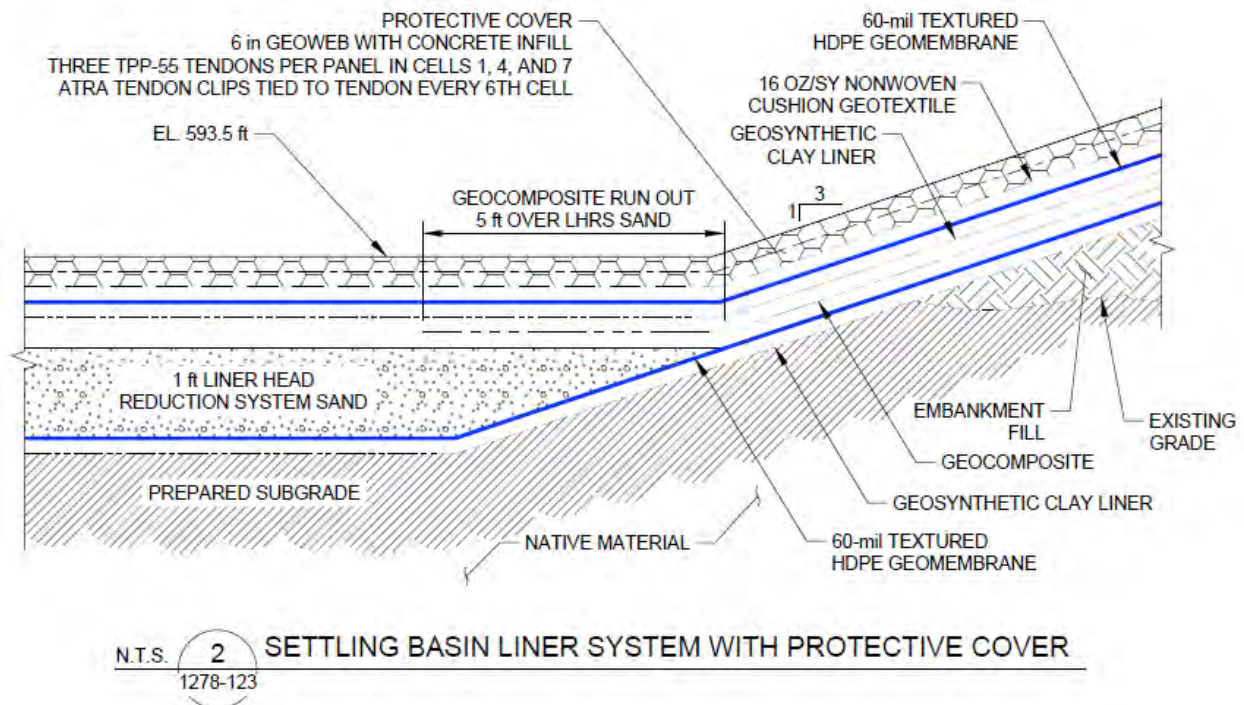 PROTECTIVE COVER
6 in GEOWEB WITH CONCRETE INFILL
THREE TPP-55 TENDONS PER PANEL IN CELLS 1, 4, AND 7
ATRA TENDON CLIPS TIED TO TENDON EVERY 6TH CELL
60-mil TEXTURED
HDPE GEOMEMBRANE
16 OZ/SY NONWOVEN
CUSHION GEOTEXTILE
EL. 593.5 ft
GEOSYNTHETIC
CLAY LINER
GEOCOMPOSITE RUN OUT
5 ft OVER LHRS SAND
3
1
1 ft LINER HEAD
REDUCTION SYSTEM SAND
EMBANKMENT
FILL
EXISTING
GRADE
GEOCOMPOSITE
PREPARED SUBGRADE
GEOSYNTHETIC CLAY LINER
NATIVE MATERIAL
60-mil TEXTURED
HDPE GEOMEMBRANE
N.T.S.
2
1278-123
SETTLING BASIN LINER SYSTEM WITH PROTECTIVE COVER